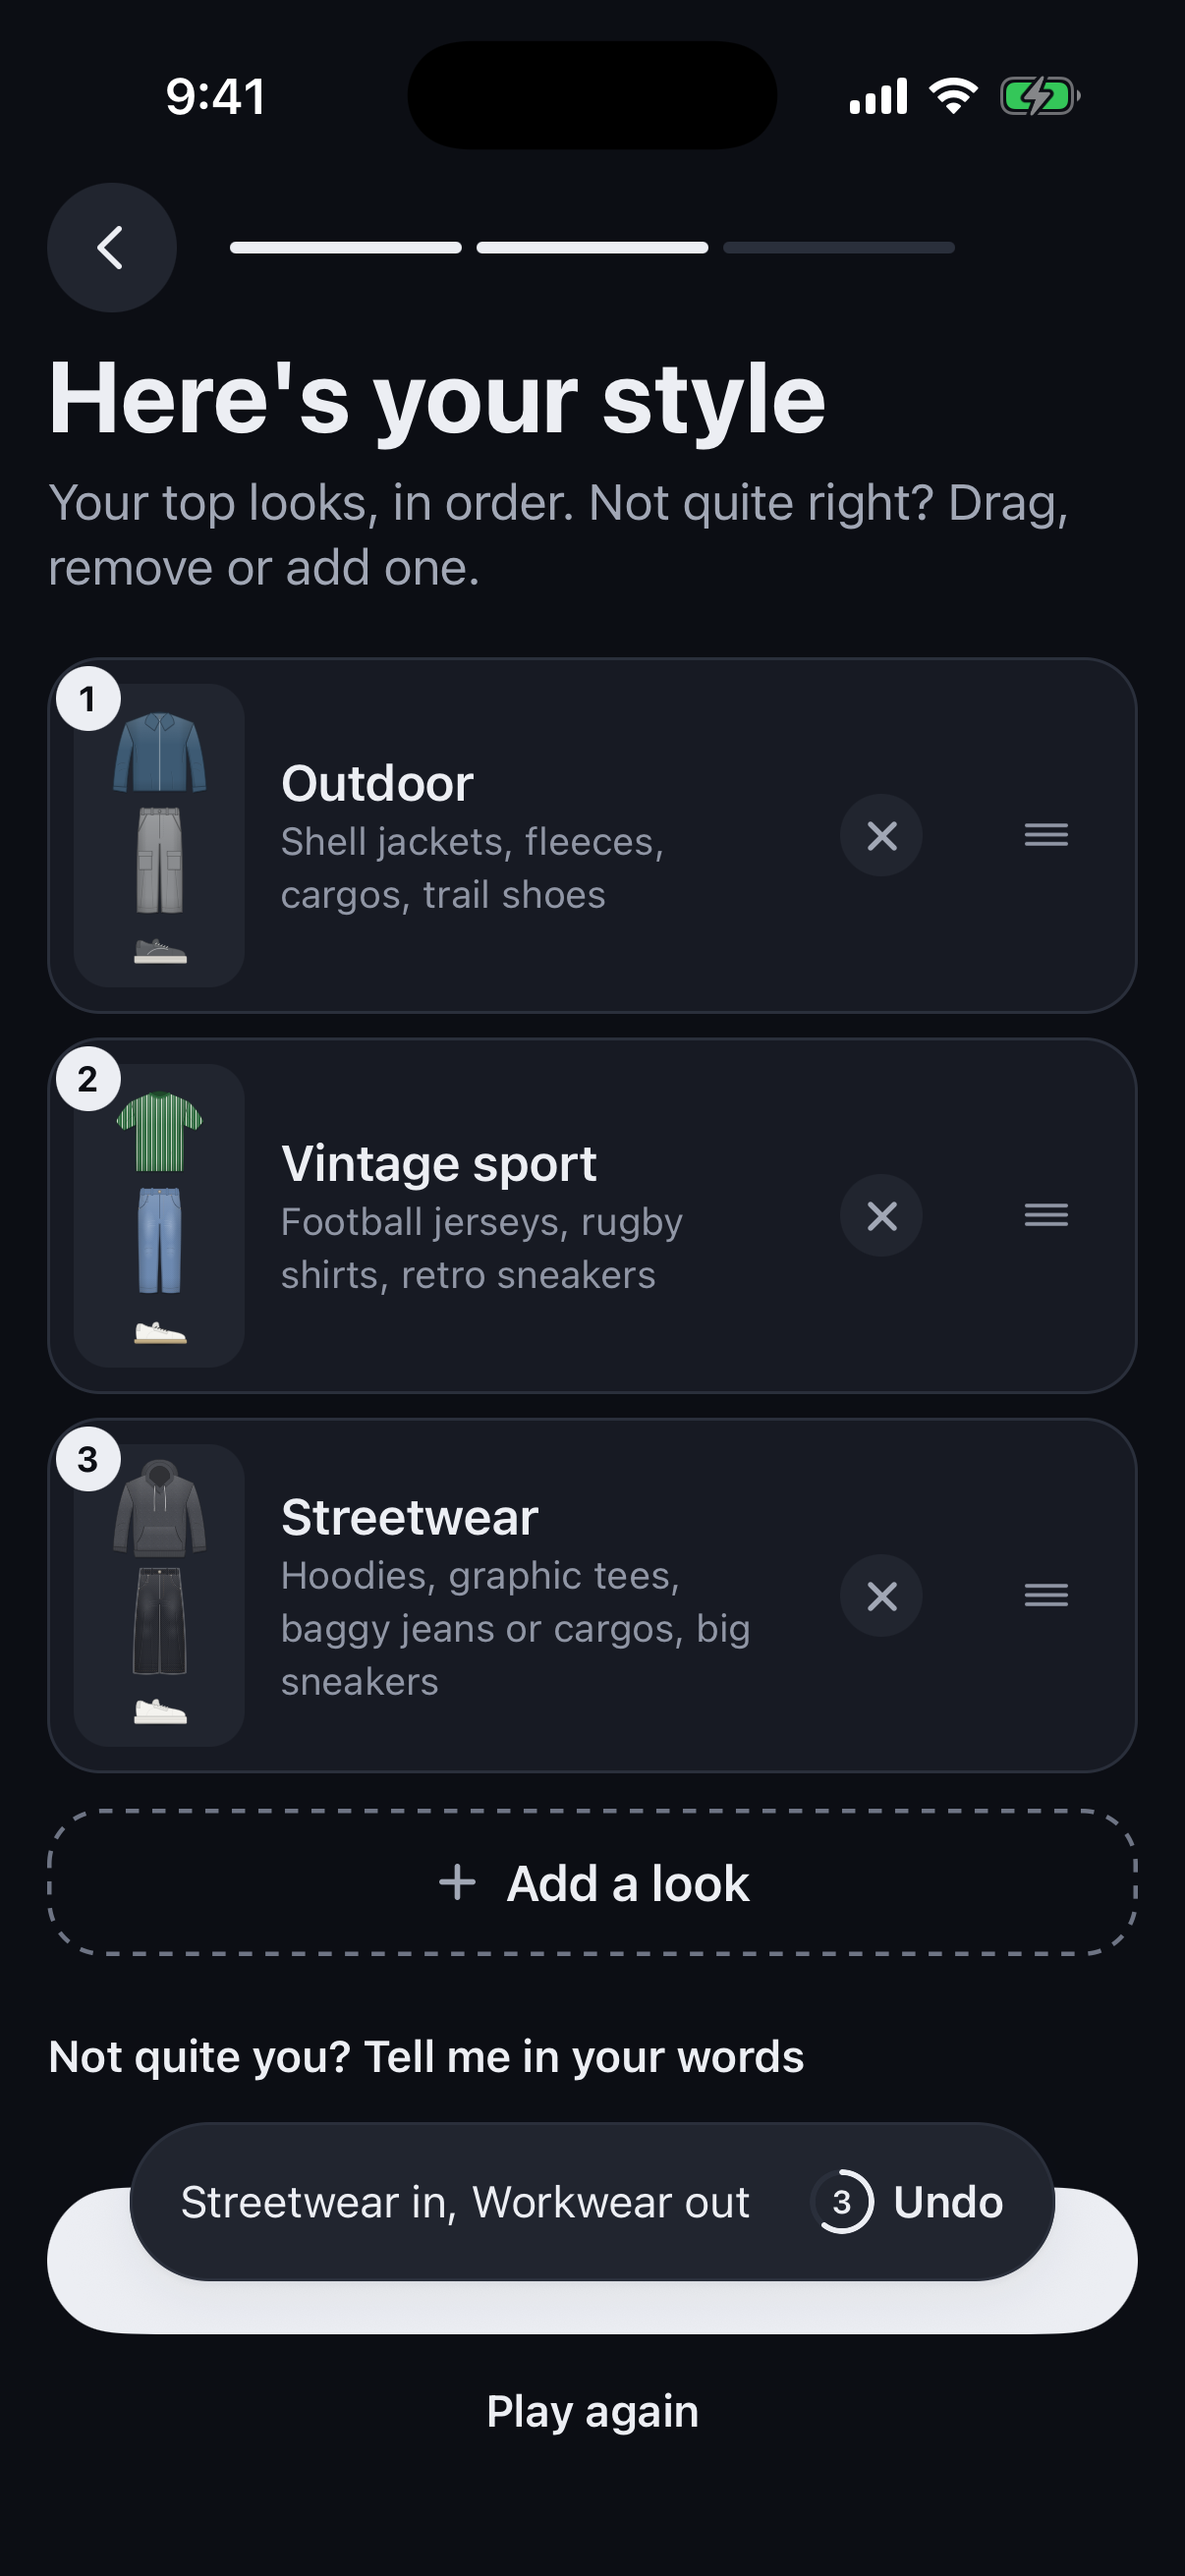 9:41
Here's your style
Your top looks, in order. Not quite right? Drag,
remove or add one.
1
Outdoor
Shell jackets, fleeces,
cargos, trail shoes
2
Vintage sport
Football jerseys, rugby
shirts, retro sneakers
3
Streetwear
Hoodies, graphic tees,
baggy jeans or cargos, big
sneakers
+ Add a look
Not quite you? Tell me in your words
Streetwear in, Workwear out 3 Undo
Play again